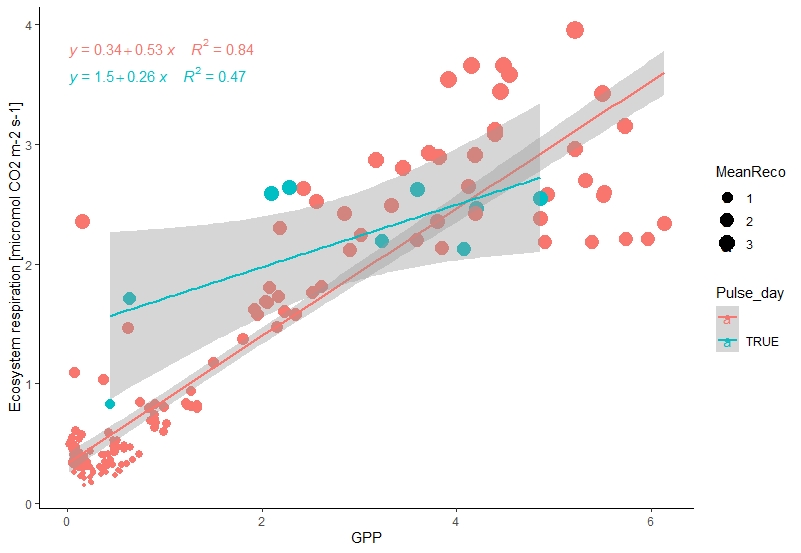 y = 0.34+0.53 x R² = 0.84
y = 1.5+0.26 x R² = 0.47
Ecosystem respiration [micromol CO2 m-2 s-1]
4
3
2
1
0
0 2 4 6
GPP
MeanReco
1
2
3
Pulse_day
a
a TRUE